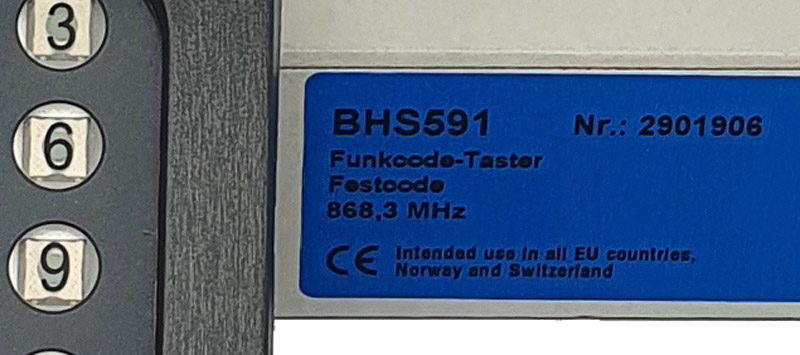 3
6
9
BHS591 Nr.: 2901906
Funkcode-Taster
Festcode
868,3 MHz
CE Intended use in all EU countries,
Norway and Switzerland